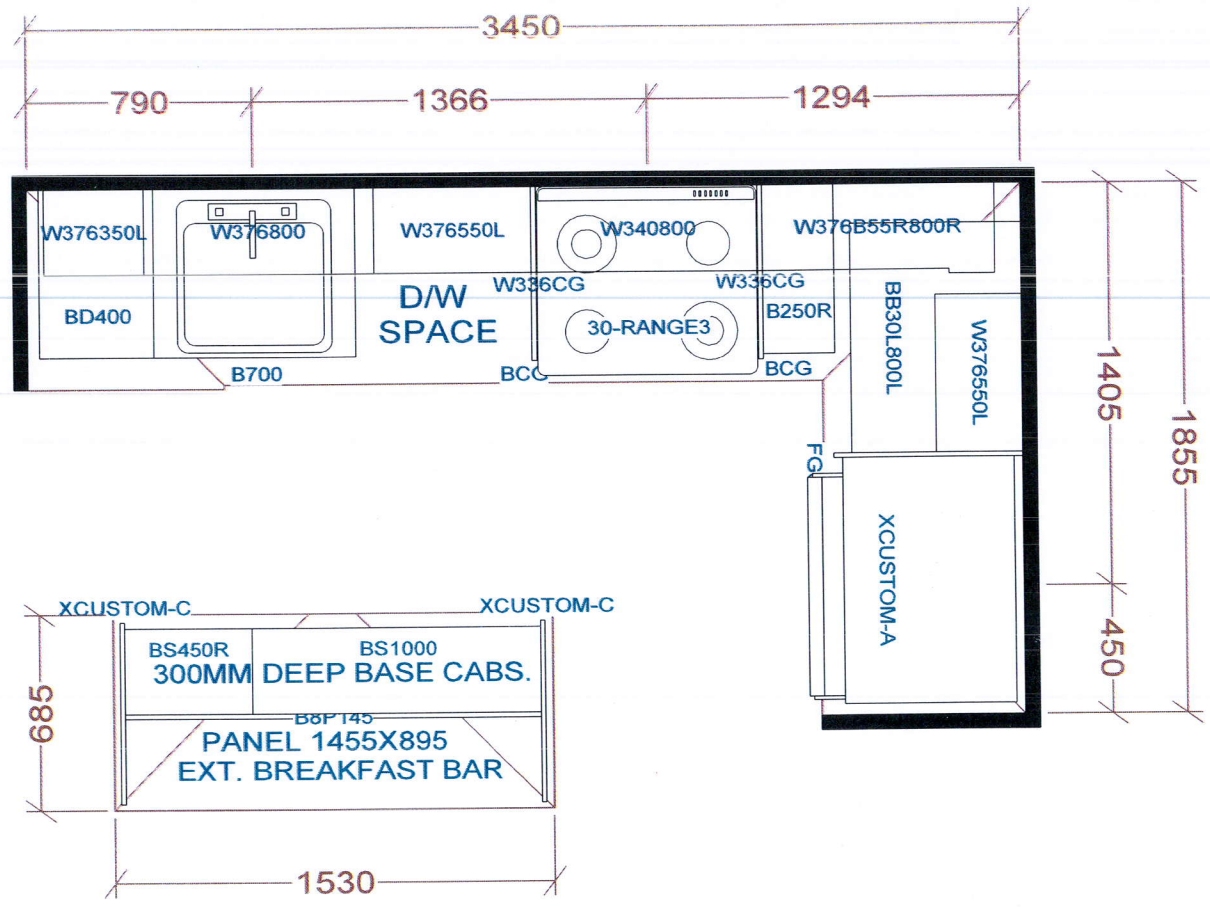 3450
790
1366
1294
W376350L
W376800
W376550L
W340800
W376B55R800R
W336CG
W336CG
BD400
D/W
SPACE
30-RANGE3
B250R
BB30L800L
W376550L
B700
BCG
BCG
1405
1855
FG
XCUSTOM-A
450
XCUSTOM-C
XCUSTOM-C
BS450R
BS1000
300MM DEEP BASE CABS.
685
B8P145
PANEL 1455X895
EXT. BREAKFAST BAR
1530